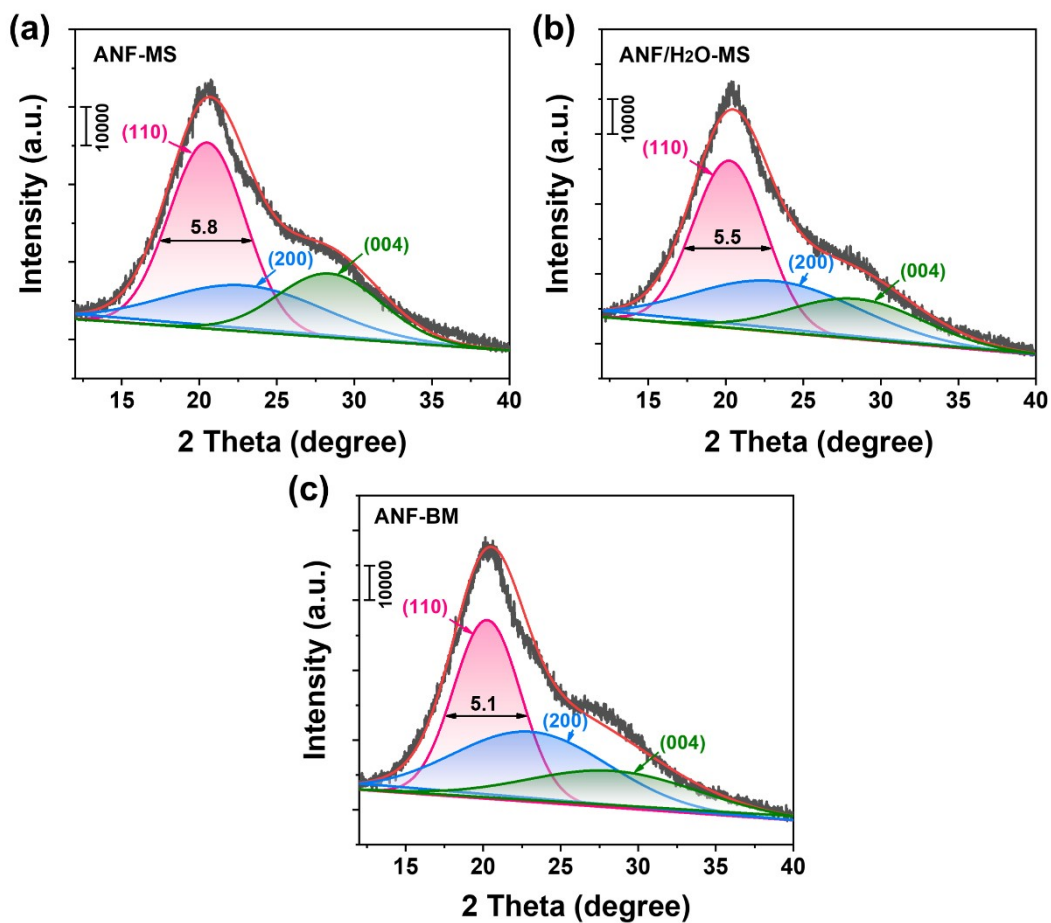 (a)
ANF-MS
Intensity (a.u.)
10000
(110)
5.8
(200)
(004)
15 20 25 30 35 40
2 Theta (degree)
(b)
ANF/H2O-MS
Intensity (a.u.)
10000
(110)
5.5
(200)
(004)
15 20 25 30 35 40
2 Theta (degree)
(c)
ANF-BM
Intensity (a.u.)
10000
(110)
5.1
(200)
(004)
15 20 25 30 35 40
2 Theta (degree)